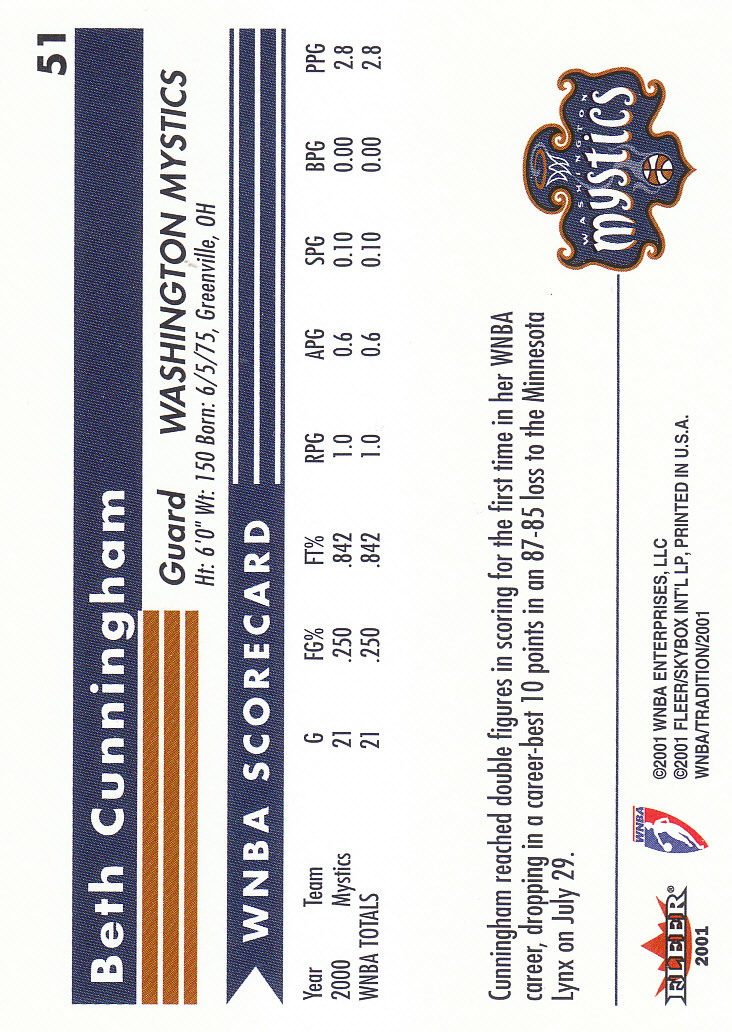 51
Beth Cunningham
Guard WASHINGTON MYSTICS
Ht: 6'0" Wt: 150 Born: 6/5/75, Greenville, OH
WNBA SCORECARD
Year Team G FG% FT% RPG APG SPG BPG PPG
2000 Mystics 21 .250 .842 1.0 0.6 0.10 0.00 2.8
WNBA TOTALS 21 .250 .842 1.0 0.6 0.10 0.00 2.8
Cunningham reached double figures in scoring for the first time in her WNBA
career, dropping in a career-best 10 points in an 87-85 loss to the Minnesota
Lynx on July 29.
WASHINGTON
mystics
FLEER®
2001
WNBA
©2001 WNBA ENTERPRISES, LLC
©2001 FLEER/SKYBOX INT'L LP, PRINTED IN U.S.A.
WNBA/TRADITION/2001